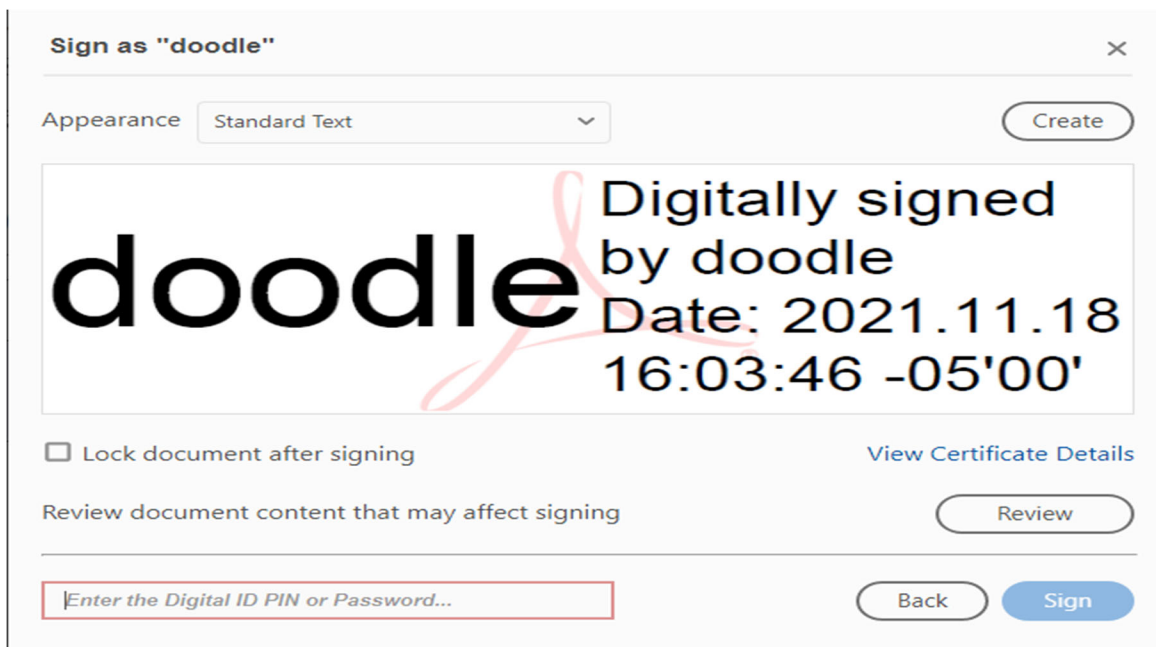 Sign as "doodle"
Appearance Standard Text Create
doodle
Digitally signed
by doodle
Date: 2021.11.18
16:03:46 -05'00'
Lock document after signing View Certificate Details
Review document content that may affect signing Review
Enter the Digital ID PIN or Password... Back Sign